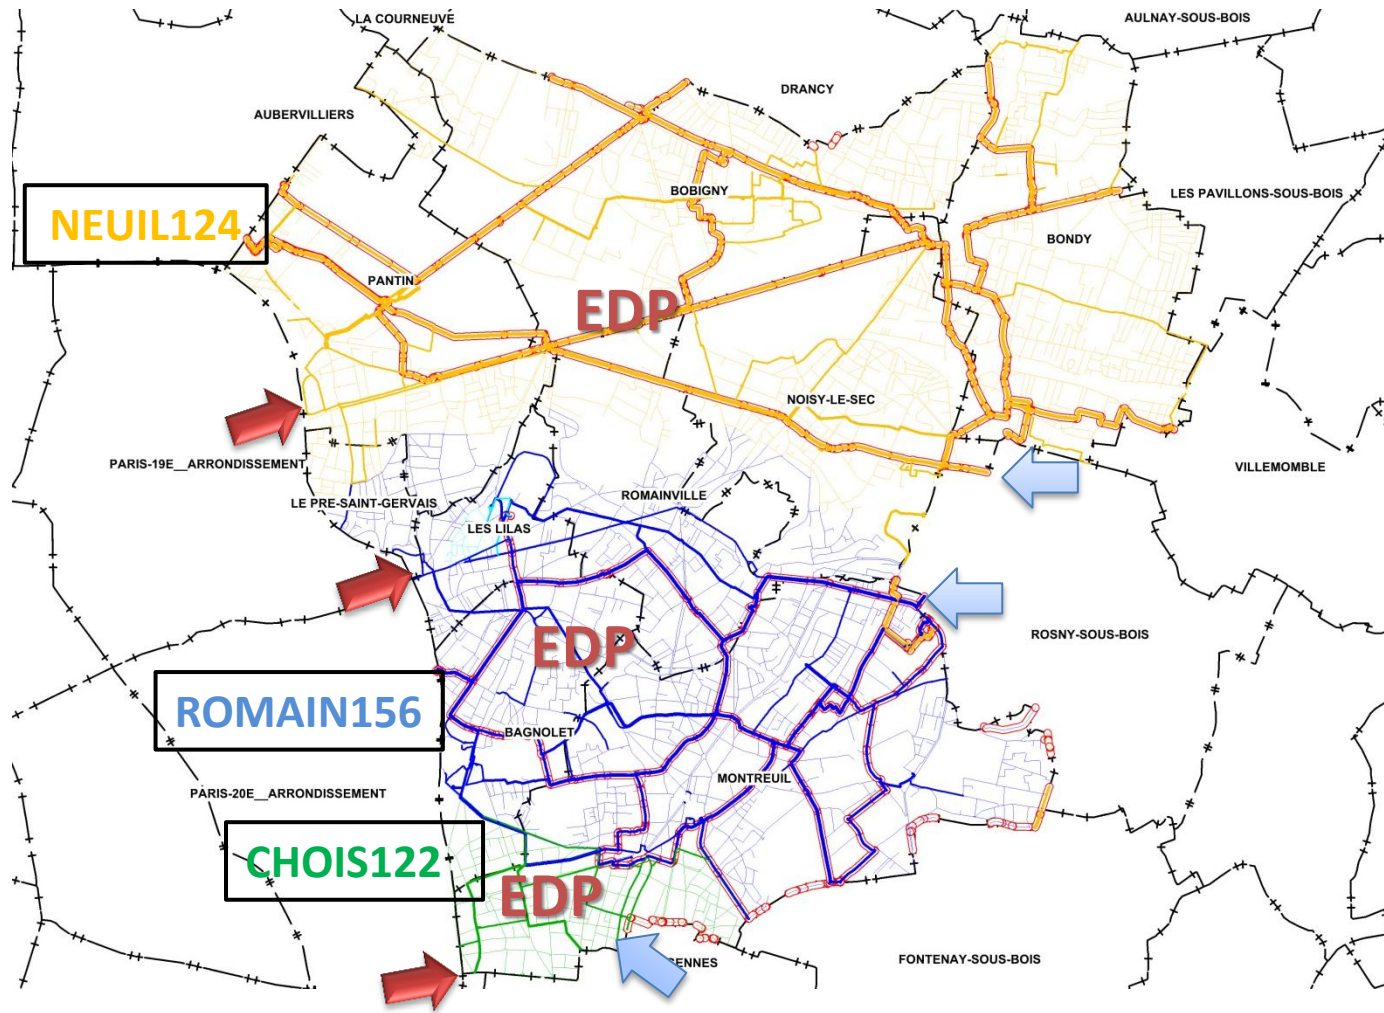 LA COURNEUVE
AULNAY-SOUS-BOIS
DRANCY
AUBERVILLIERS
BOBIGNY
LES PAVILLONS-SOUS-BOIS
NEUIL124
BONDY
PANTIN
EDP
NOISY-LE-SEC
PARIS-19E__ARRONDISSEMENT
VILLEMOMBLE
ROMAINVILLE
LE PRE-SAINT-GERVAIS
LES LILAS
ROSNY-SOUS-BOIS
EDP
ROMAIN156
BAGNOLET
MONTREUIL
PARIS-20E__ARRONDISSEMENT
CHOIS122
EDP
FONTENAY-SOUS-BOIS
ENNES